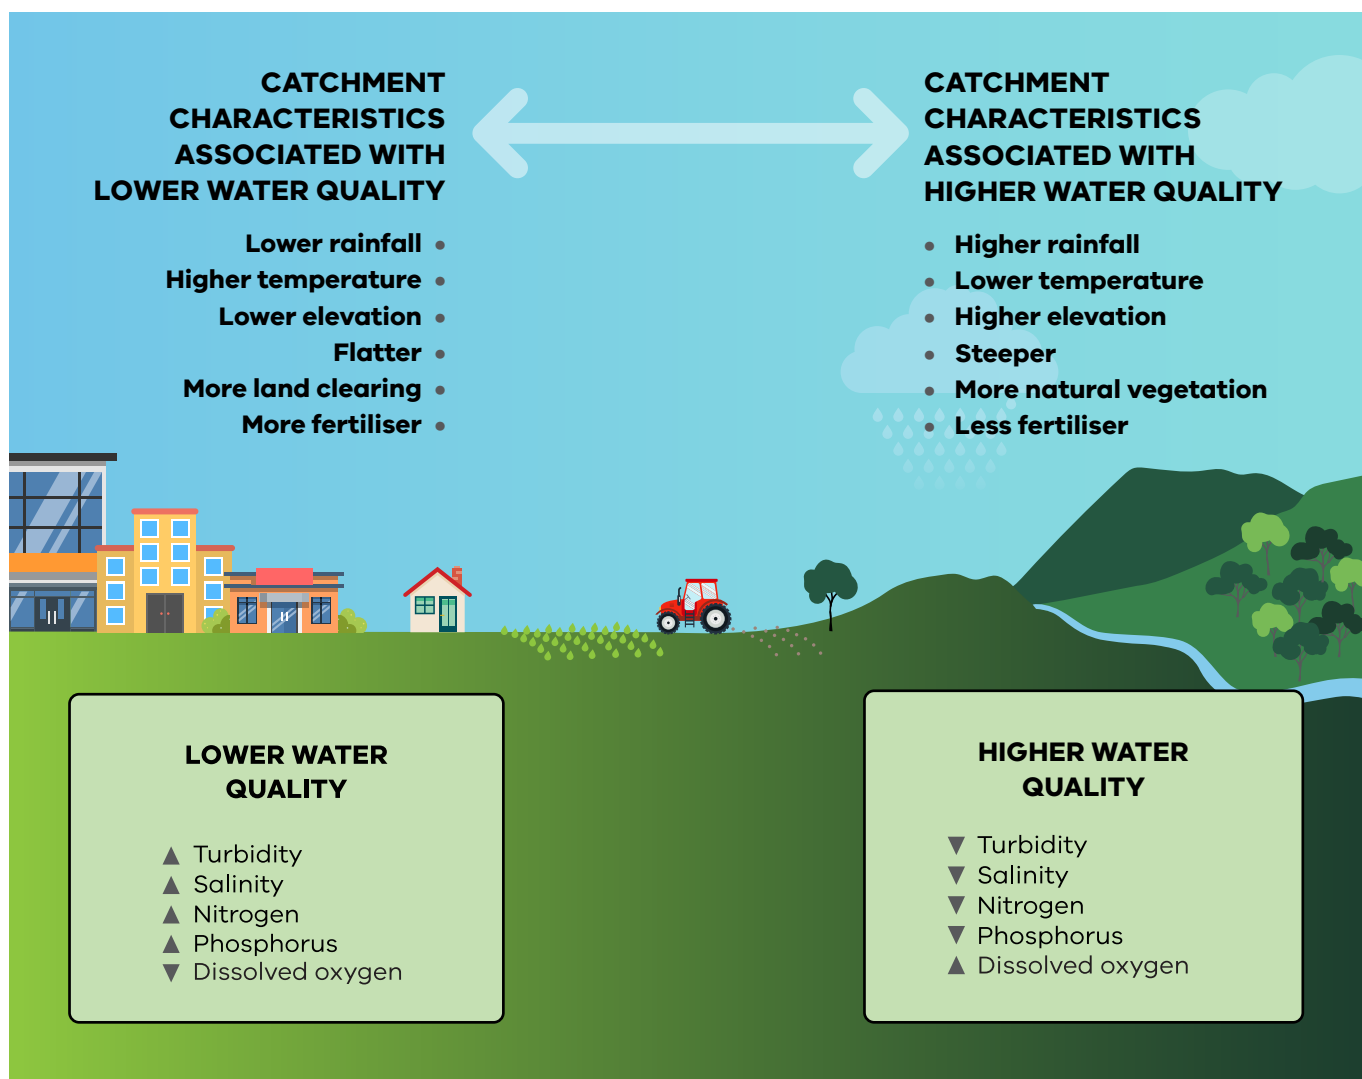 CATCHMENT
CHARACTERISTICS
ASSOCIATED WITH
LOWER WATER QUALITY
• Lower rainfall
• Higher temperature
• Lower elevation
• Flatter
• More land clearing
• More fertiliser
CATCHMENT
CHARACTERISTICS
ASSOCIATED WITH
HIGHER WATER QUALITY
• Higher rainfall
• Lower temperature
• Higher elevation
• Steeper
• More natural vegetation
• Less fertiliser
LOWER WATER
QUALITY
▲ Turbidity
▲ Salinity
▲ Nitrogen
▲ Phosphorus
▼ Dissolved oxygen
HIGHER WATER
QUALITY
▼ Turbidity
▼ Salinity
▼ Nitrogen
▼ Phosphorus
▲ Dissolved oxygen